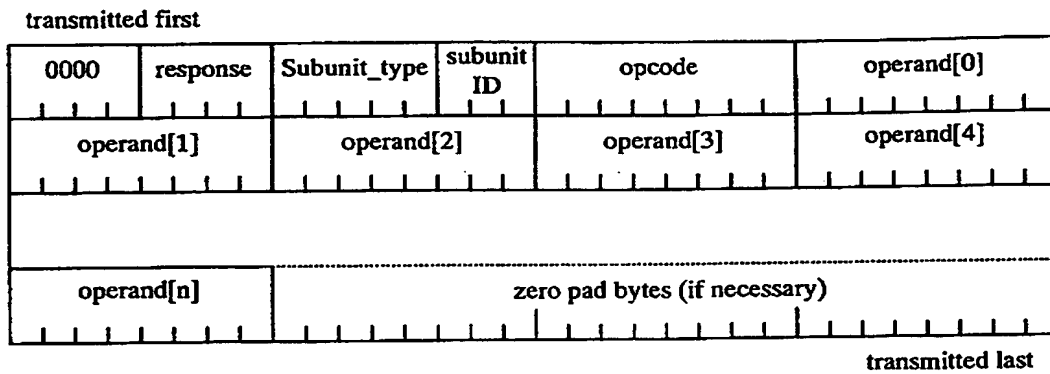 transmitted first
0000 response Subunit_type subunit ID opcode operand[0]
operand[1] operand[2] operand[3] operand[4]
operand[n] zero pad bytes (if necessary)
transmitted last